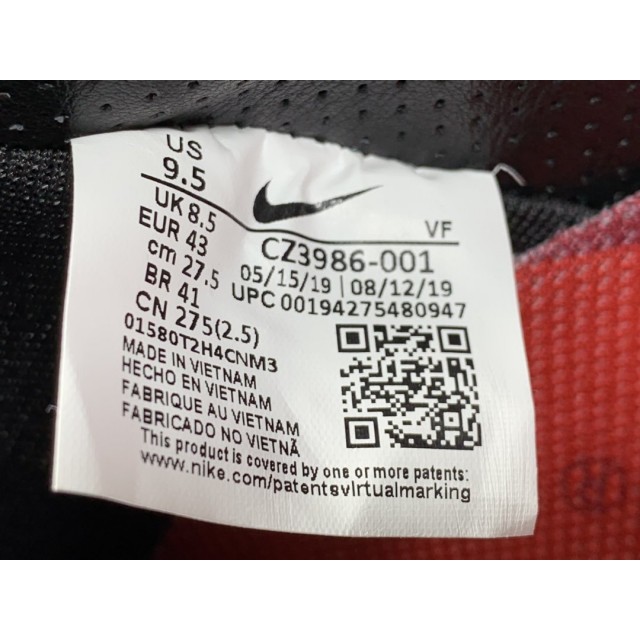 US
9.5
UK 8.5
EUR 43
cm 27.5
BR 41
CN 275(2.5)
VF
CZ3986-001
05/15/19 | 08/12/19
UPC 00194275480947
01580T2H4CNM3
MADE IN VIETNAM
HECHO EN VIETNAM
FABRIQUE AU VIETNAM
FABRICADO NO VIETNÃ
This product is covered by one or more patents:
www.nike.com/patentsvirtualmarking